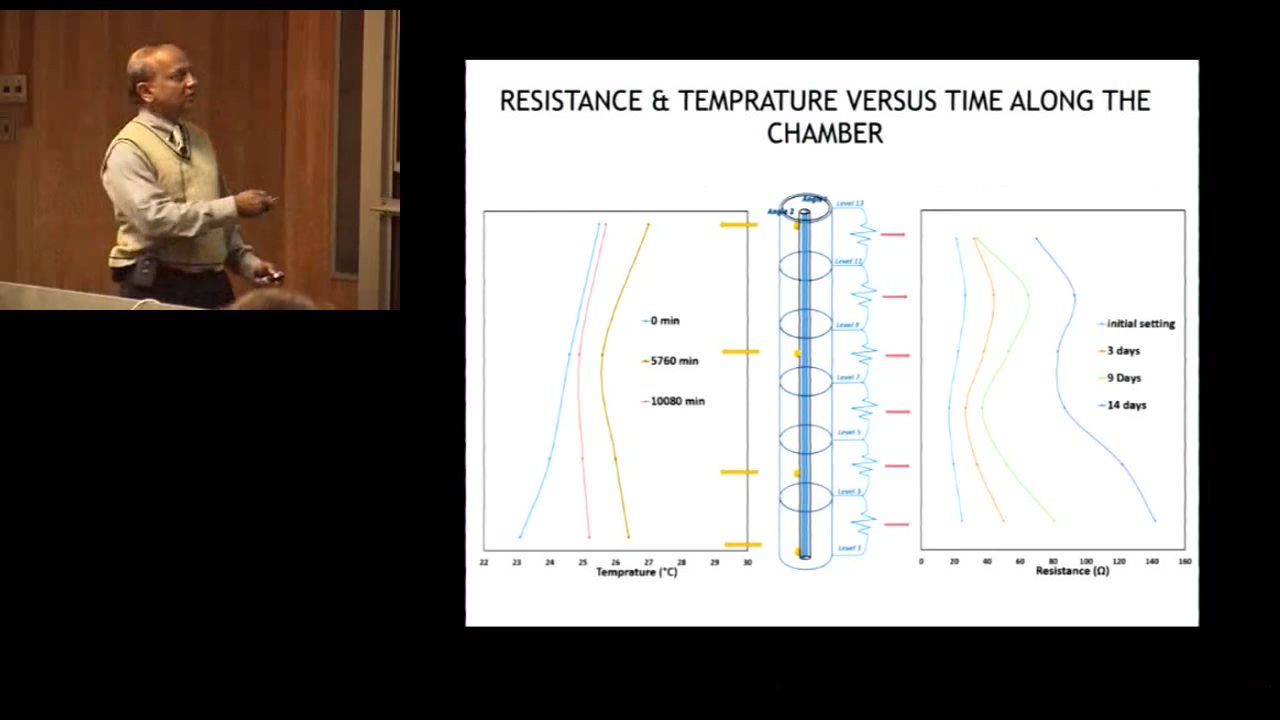 RESISTANCE & TEMPRATURE VERSUS TIME ALONG THE
CHAMBER
0 min
5760 min
10080 min
22 23 24 25 26 27 28 29 30
Temprature (°C)
Angle 1
Angle 2
Level 13
Level 11
Level 9
Level 7
Level 5
Level 3
Level 1
initial setting
3 days
9 Days
14 days
0 20 40 60 80 100 120 140 160
Resistance (Ω)